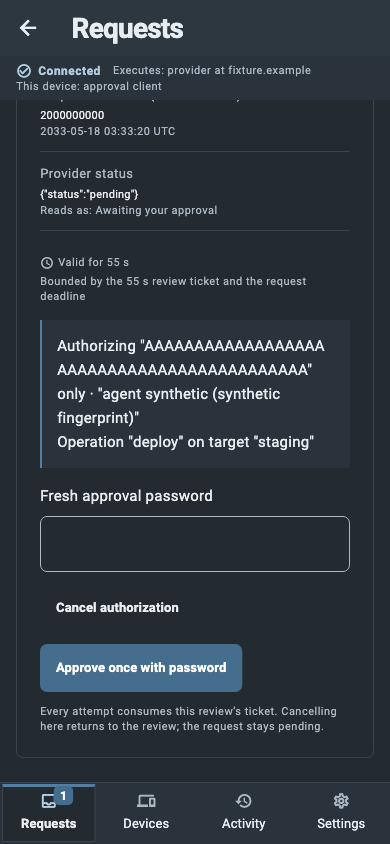 Requests
Connected Executes: provider at fixture.example
This device: approval client
2000000000
2033-05-18 03:33:20 UTC
Provider status
{"status":"pending"}
Reads as: Awaiting your approval
Valid for 55 s
Bounded by the 55 s review ticket and the request
deadline
Authorizing "AAAAAAAAAAAAAAAAAA
AAAAAAAAAAAAAAAAAAAAAAAAA"
only · "agent synthetic (synthetic
fingerprint)"
Operation "deploy" on target "staging"
Fresh approval password
Cancel authorization
Approve once with password
Every attempt consumes this review's ticket. Cancelling
here returns to the review; the request stays pending.
1
Requests Devices Activity Settings